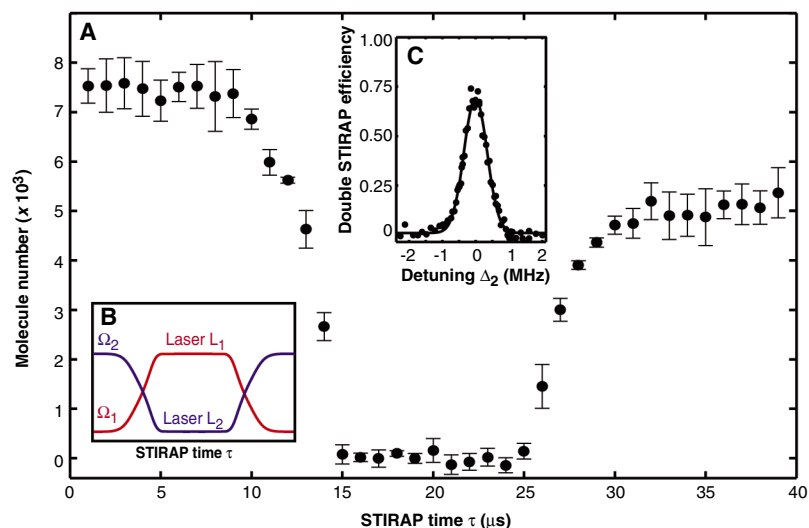 A
Molecule number (x 10³)
8
7
6
5
4
3
2
1
0
0 5 10 15 20 25 30 35 40
STIRAP time τ (μs)
B
Ω₂
Laser L₁
Ω₁
Laser L₂
STIRAP time τ
C
Double STIRAP efficiency
1.00
0.75
0.50
0.25
0
-2 -1 0 1 2
Detuning Δ₂ (MHz)